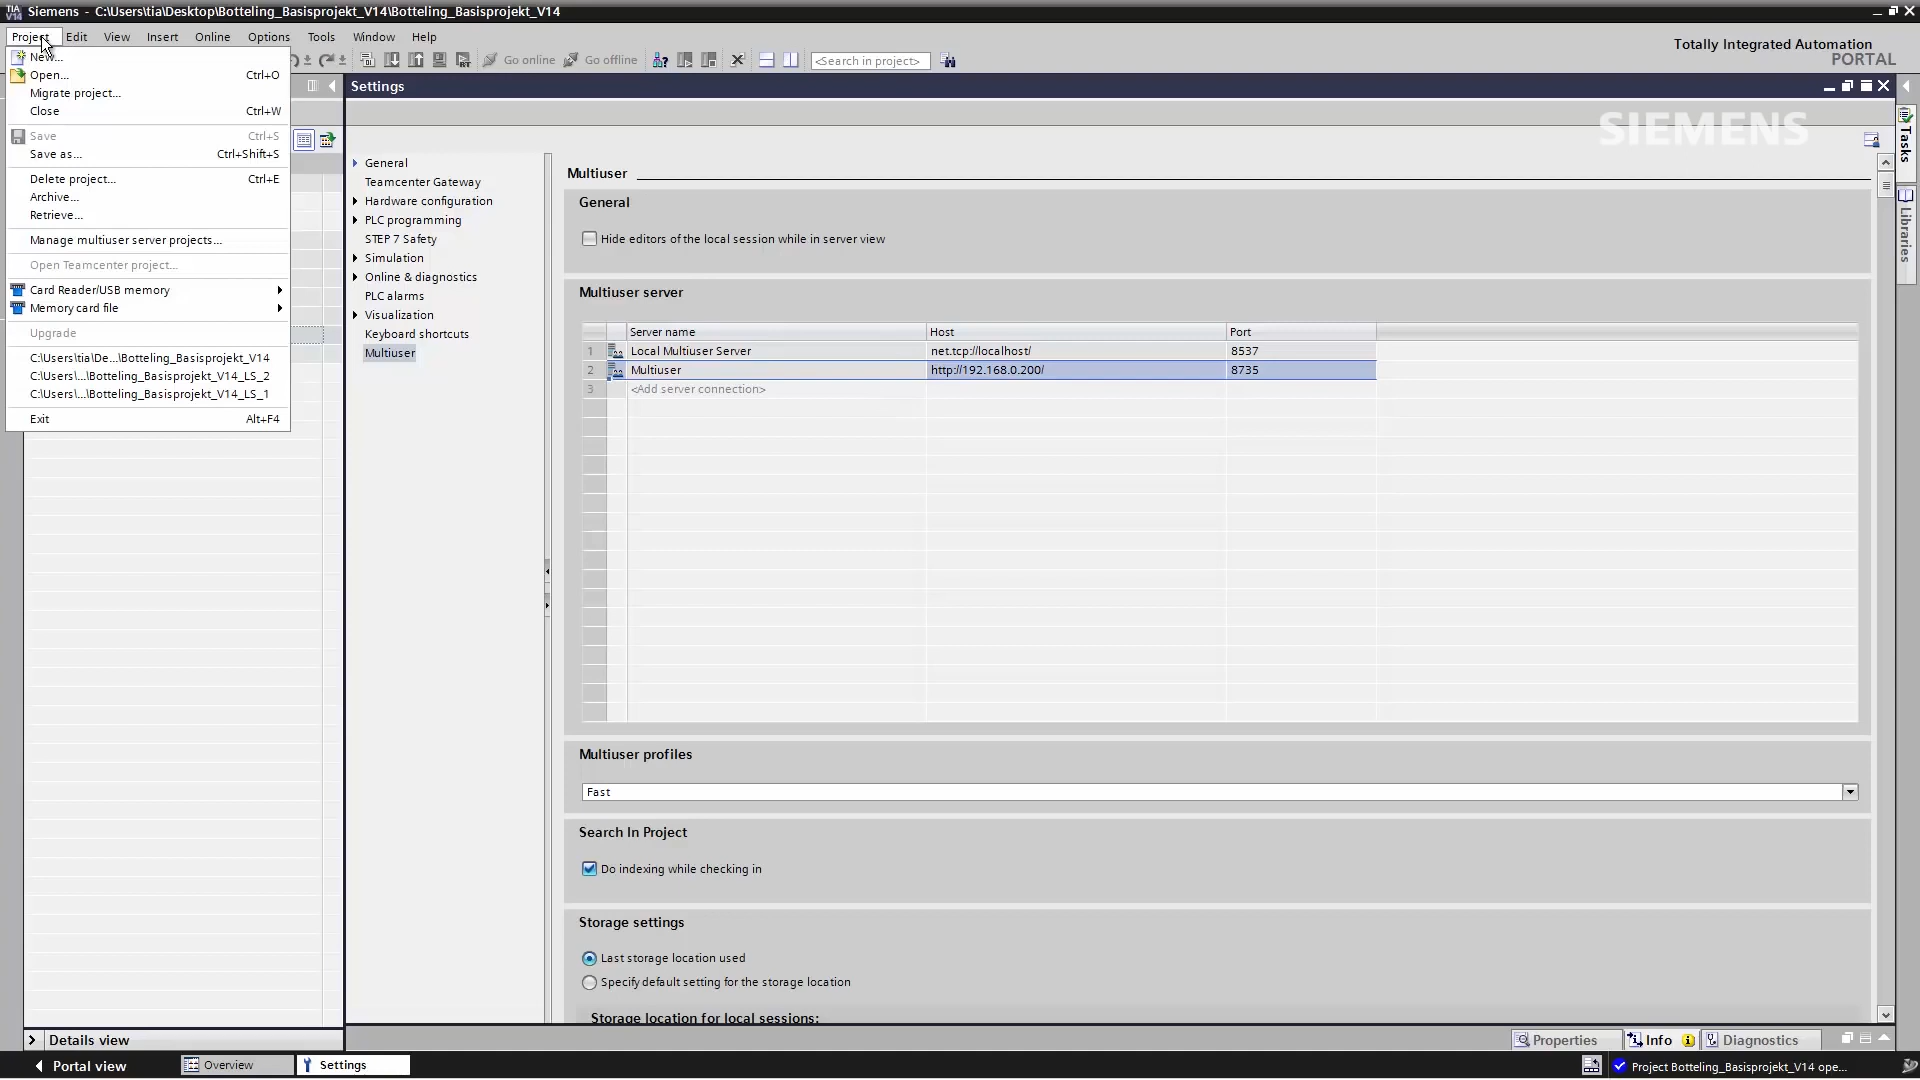 Siemens - C:\Users\tia\Desktop\Botteling_Basisprojekt_V14\Botteling_Basisprojekt_V14
Project Edit View Insert Online Options Tools Window Help
Totally Integrated Automation
PORTAL
Go online Go offline <Search in project>
New...
Open... Ctrl+O
Migrate project...
Close Ctrl+W
Save Ctrl+S
Save as... Ctrl+Shift+S
Delete project... Ctrl+E
Archive...
Retrieve...
Manage multiuser server projects...
Open Teamcenter project...
Card Reader/USB memory
Memory card file
Upgrade
C:\Users\tia\De...\Botteling_Basisprojekt_V14
C:\Users\...\Botteling_Basisprojekt_V14_LS_2
C:\Users\...\Botteling_Basisprojekt_V14_LS_1
Exit Alt+F4
Settings
SIEMENS
General
Teamcenter Gateway
Hardware configuration
PLC programming
STEP 7 Safety
Simulation
Online & diagnostics
PLC alarms
Visualization
Keyboard shortcuts
Multiuser
Multiuser
General
Hide editors of the local session while in server view
Multiuser server
Server name Host Port
1 Local Multiuser Server net.tcp://localhost/ 8537
2 Multiuser http://192.168.0.200/ 8735
3 <Add server connection>
Multiuser profiles
Fast
Search In Project
Do indexing while checking in
Storage settings
Last storage location used
Specify default setting for the storage location
Storage location for local sessions:
Tasks
Libraries
Details view
Properties Info Diagnostics
Portal view Overview Settings
Project Botteling_Basisprojekt_V14 ope...